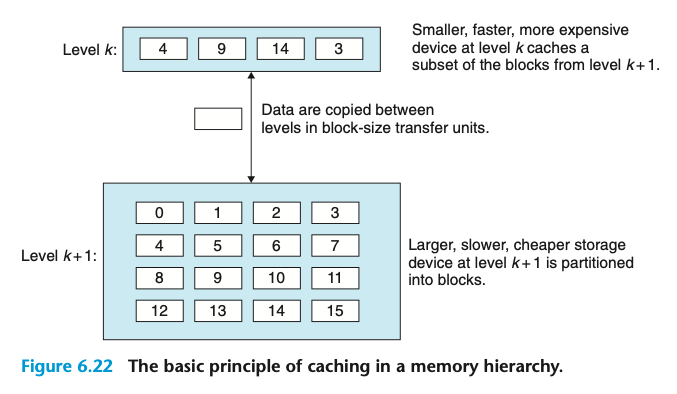 Level k:
4 9 14 3
Smaller, faster, more expensive
device at level k caches a
subset of the blocks from level k+1.
Data are copied between
levels in block-size transfer units.
Level k+1:
0 1 2 3
4 5 6 7
8 9 10 11
12 13 14 15
Larger, slower, cheaper storage
device at level k+1 is partitioned
into blocks.
Figure 6.22 The basic principle of caching in a memory hierarchy.